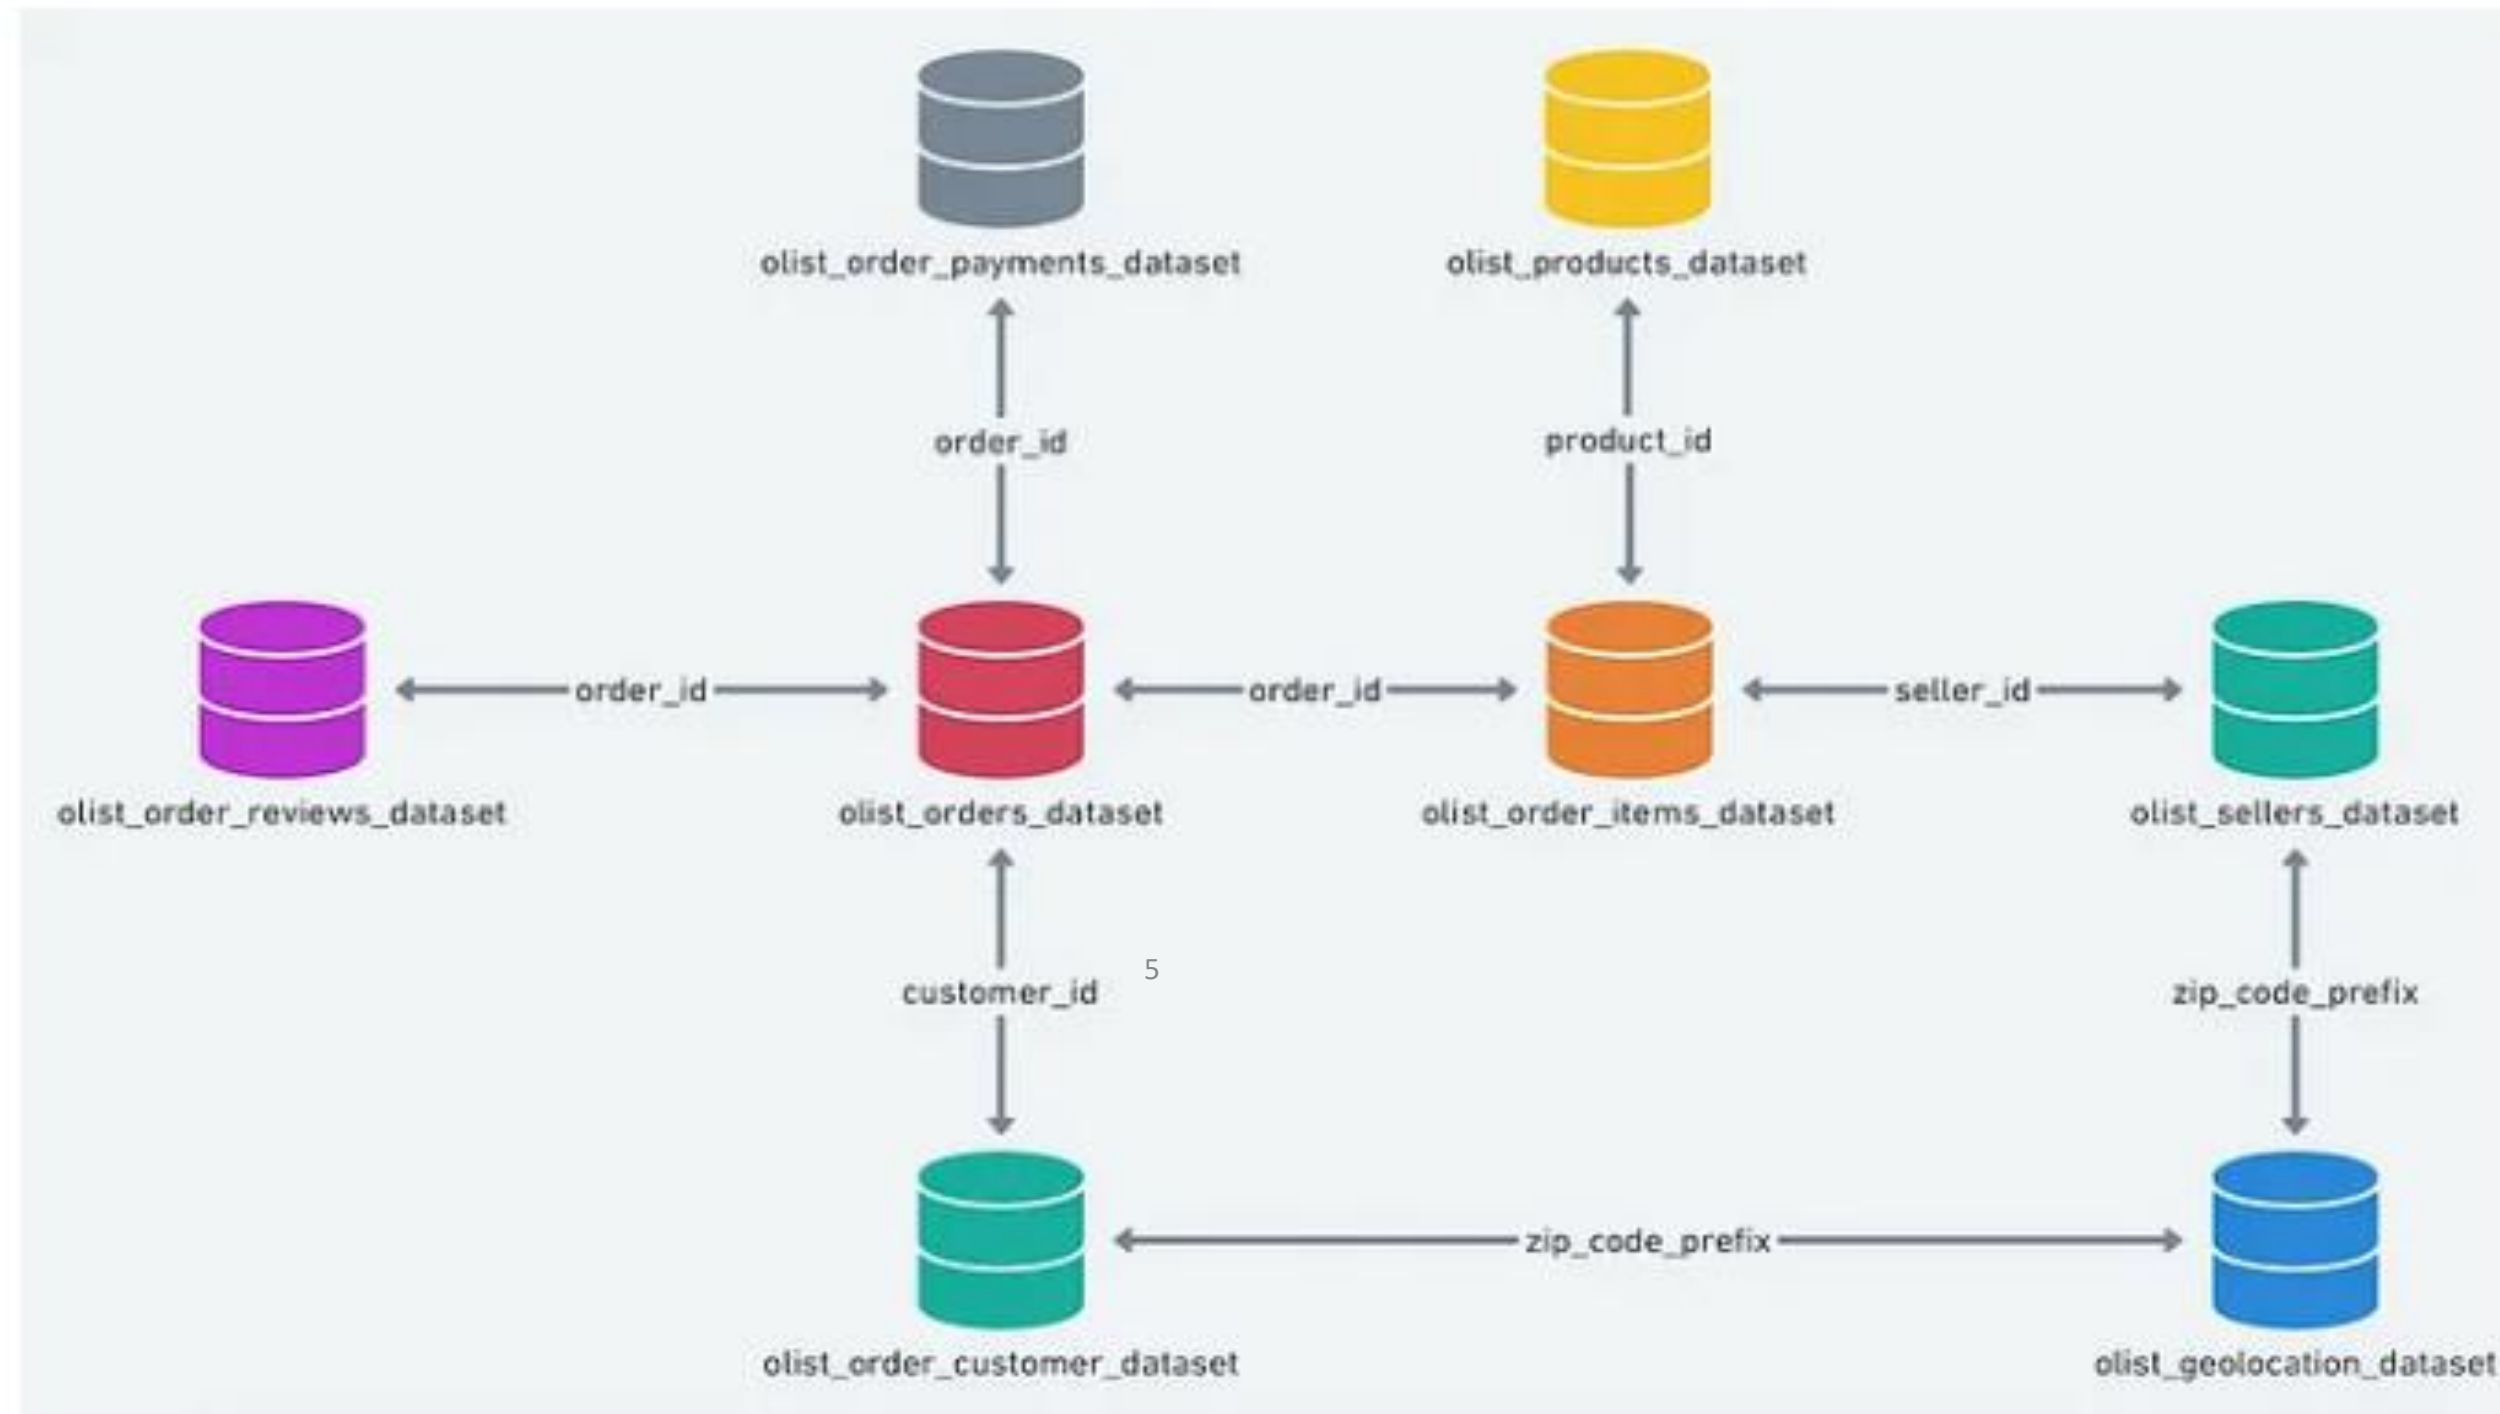 olist_order_payments_dataset
olist_products_dataset
order_id
product_id
order_id
order_id
seller_id
olist_order_reviews_dataset
olist_orders_dataset
olist_order_items_dataset
olist_sellers_dataset
5
customer_id
zip_code_prefix
zip_code_prefix
olist_order_customer_dataset
olist_geolocation_dataset